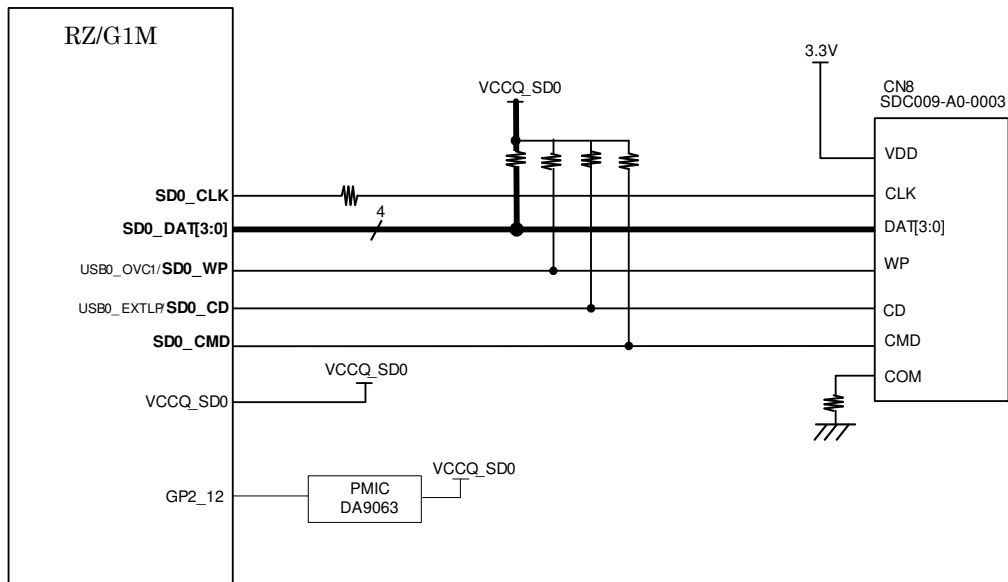 RZ/G1M
3.3V
VCCQ_SD0
CN8
SDC009-A0-0003
VDD
SD0_CLK
CLK
4
SD0_DAT[3:0]
DAT[3:0]
USB0_OVC1/SD0_WP
WP
USB0_EXTLP/SD0_CD
CD
SD0_CMD
CMD
VCCQ_SD0
COM
VCCQ_SD0
VCCQ_SD0
GP2_12
PMIC
DA9063